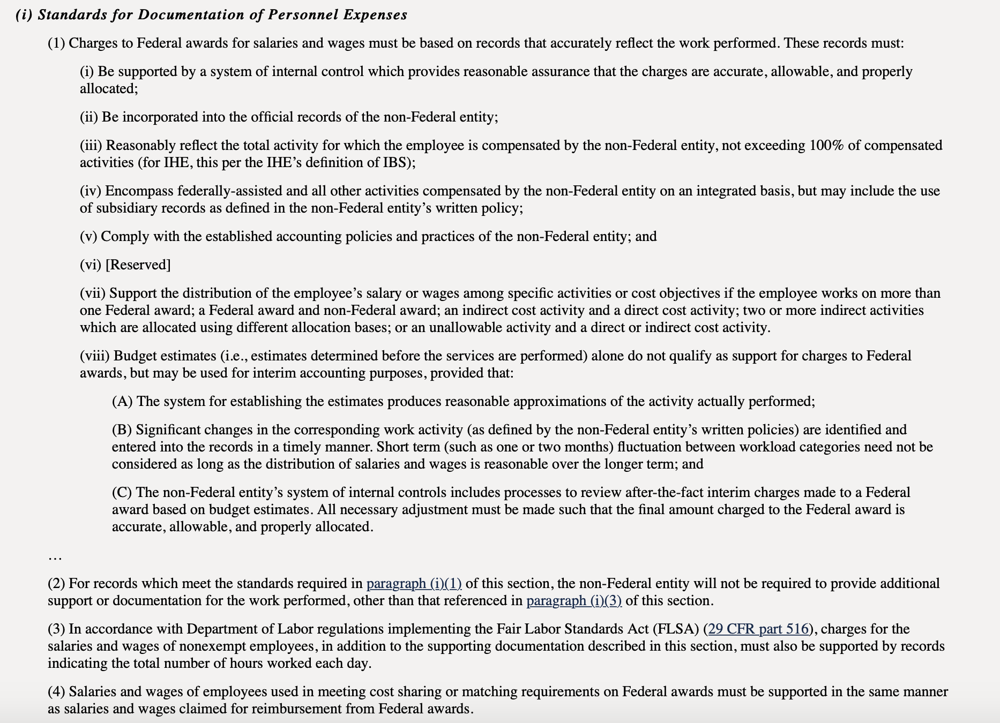 (i) Standards for Documentation of Personnel Expenses
(1) Charges to Federal awards for salaries and wages must be based on records that accurately reflect the work performed. These records must:
(i) Be supported by a system of internal control which provides reasonable assurance that the charges are accurate, allowable, and properly
allocated;
(ii) Be incorporated into the official records of the non-Federal entity;
(iii) Reasonably reflect the total activity for which the employee is compensated by the non-Federal entity, not exceeding 100% of compensated
activities (for IHE, this per the IHE’s definition of IBS);
(iv) Encompass federally-assisted and all other activities compensated by the non-Federal entity on an integrated basis, but may include the use
of subsidiary records as defined in the non-Federal entity’s written policy;
(v) Comply with the established accounting policies and practices of the non-Federal entity; and
(vi) [Reserved]
(vii) Support the distribution of the employee’s salary or wages among specific activities or cost objectives if the employee works on more than
one Federal award; a Federal award and non-Federal award; an indirect cost activity and a direct cost activity; two or more indirect activities
which are allocated using different allocation bases; or an unallowable activity and a direct or indirect cost activity.
(viii) Budget estimates (i.e., estimates determined before the services are performed) alone do not qualify as support for charges to Federal
awards, but may be used for interim accounting purposes, provided that:
(A) The system for establishing the estimates produces reasonable approximations of the activity actually performed;
(B) Significant changes in the corresponding work activity (as defined by the non-Federal entity’s written policies) are identified and
entered into the records in a timely manner. Short term (such as one or two months) fluctuation between workload categories need not be
considered as long as the distribution of salaries and wages is reasonable over the longer term; and
(C) The non-Federal entity’s system of internal controls includes processes to review after-the-fact interim charges made to a Federal
award based on budget estimates. All necessary adjustment must be made such that the final amount charged to the Federal award is
accurate, allowable, and properly allocated.
…
(2) For records which meet the standards required in paragraph (i)(1) of this section, the non-Federal entity will not be required to provide additional
support or documentation for the work performed, other than that referenced in paragraph (i)(3) of this section.
(3) In accordance with Department of Labor regulations implementing the Fair Labor Standards Act (FLSA) (29 CFR part 516), charges for the
salaries and wages of nonexempt employees, in addition to the supporting documentation described in this section, must also be supported by records
indicating the total number of hours worked each day.
(4) Salaries and wages of employees used in meeting cost sharing or matching requirements on Federal awards must be supported in the same manner
as salaries and wages claimed for reimbursement from Federal awards.